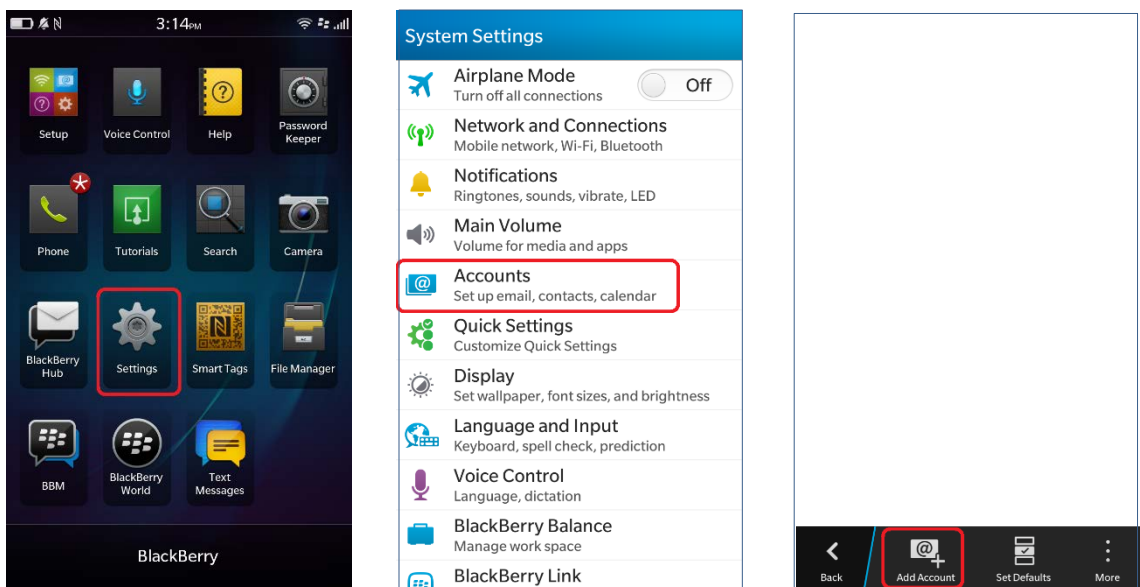 3:14PM
Setup
Voice Control
Help
Password
Keeper
Phone
Tutorials
Search
Camera
BlackBerry
Hub
Settings
Smart Tags
File Manager
BBM
BlackBerry
World
Text
Messages
BlackBerry
System Settings
Airplane Mode
Turn off all connections
Off
Network and Connections
Mobile network, Wi-Fi, Bluetooth
Notifications
Ringtones, sounds, vibrate, LED
Main Volume
Volume for media and apps
Accounts
Set up email, contacts, calendar
Quick Settings
Customize Quick Settings
Display
Set wallpaper, font sizes, and brightness
Language and Input
Keyboard, spell check, prediction
Voice Control
Language, dictation
BlackBerry Balance
Manage work space
BlackBerry Link
Back
Add Account
Set Defaults
More